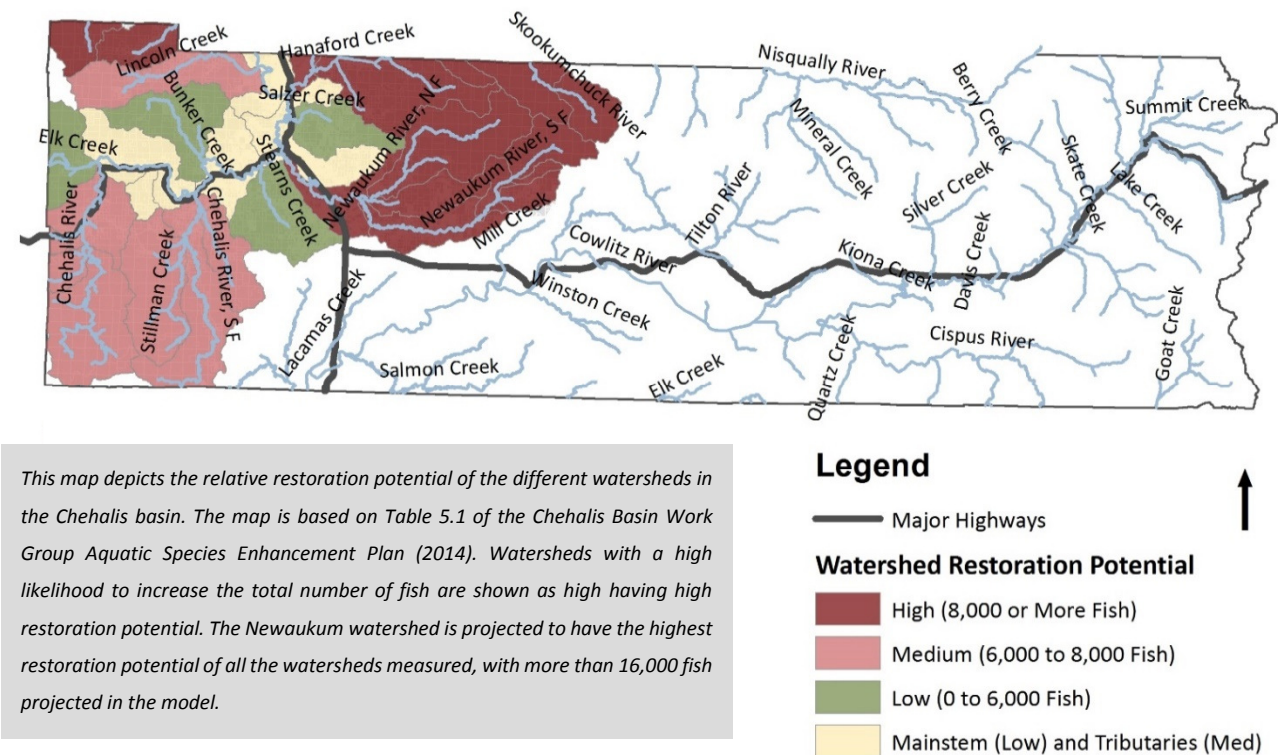 Lincoln Creek
Hanaford Creek
Skookumchuck River
Nisqually River
Berry Creek
Bunker Creek
Salzer Creek
Summit Creek
Elk Creek
Mineral Creek
Newaukum River, N F
Stearns Creek
Newaukum River, S F
Skate Creek
Lake Creek
Silver Creek
Mill Creek
Chehalis River
Stillman Creek
Chehalis River, S F
Tilton River
Cowlitz River
Kiona Creek
Davis Creek
Winston Creek
Lacamas Creek
Salmon Creek
Elk Creek
Quartz Creek
Cispus River
Goat Creek
This map depicts the relative restoration potential of the different watersheds in
the Chehalis basin. The map is based on Table 5.1 of the Chehalis Basin Work
Group Aquatic Species Enhancement Plan (2014). Watersheds with a high
likelihood to increase the total number of fish are shown as high having high
restoration potential. The Newaukum watershed is projected to have the highest
restoration potential of all the watersheds measured, with more than 16,000 fish
projected in the model.
Legend
Major Highways
Watershed Restoration Potential
High (8,000 or More Fish)
Medium (6,000 to 8,000 Fish)
Low (0 to 6,000 Fish)
Mainstem (Low) and Tributaries (Med)